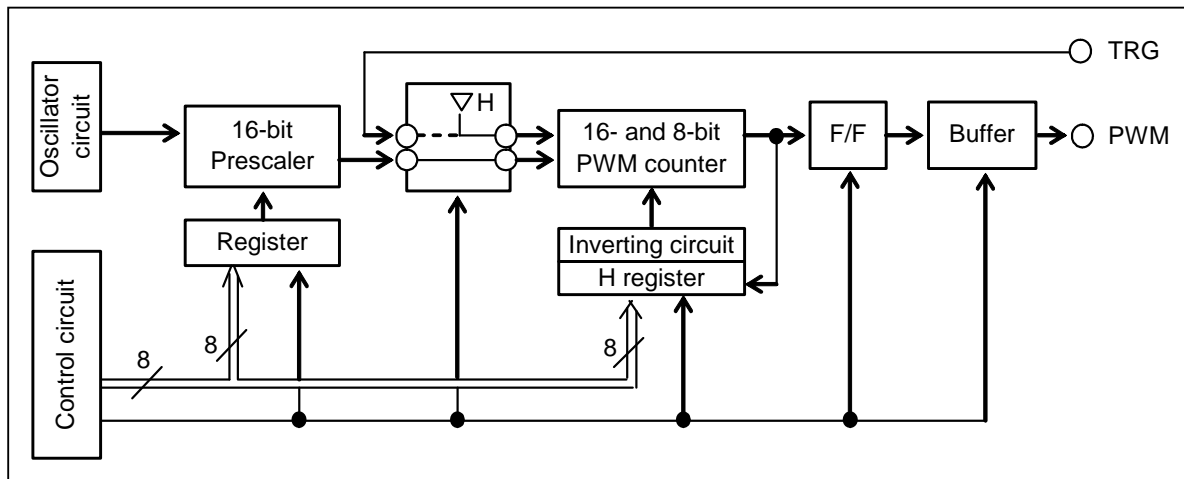 TRG
Oscillator
circuit
16-bit
Prescaler
H
16- and 8-bit
PWM counter
F/F
Buffer
PWM
Register
Inverting circuit
H register
Control circuit
8
8
8